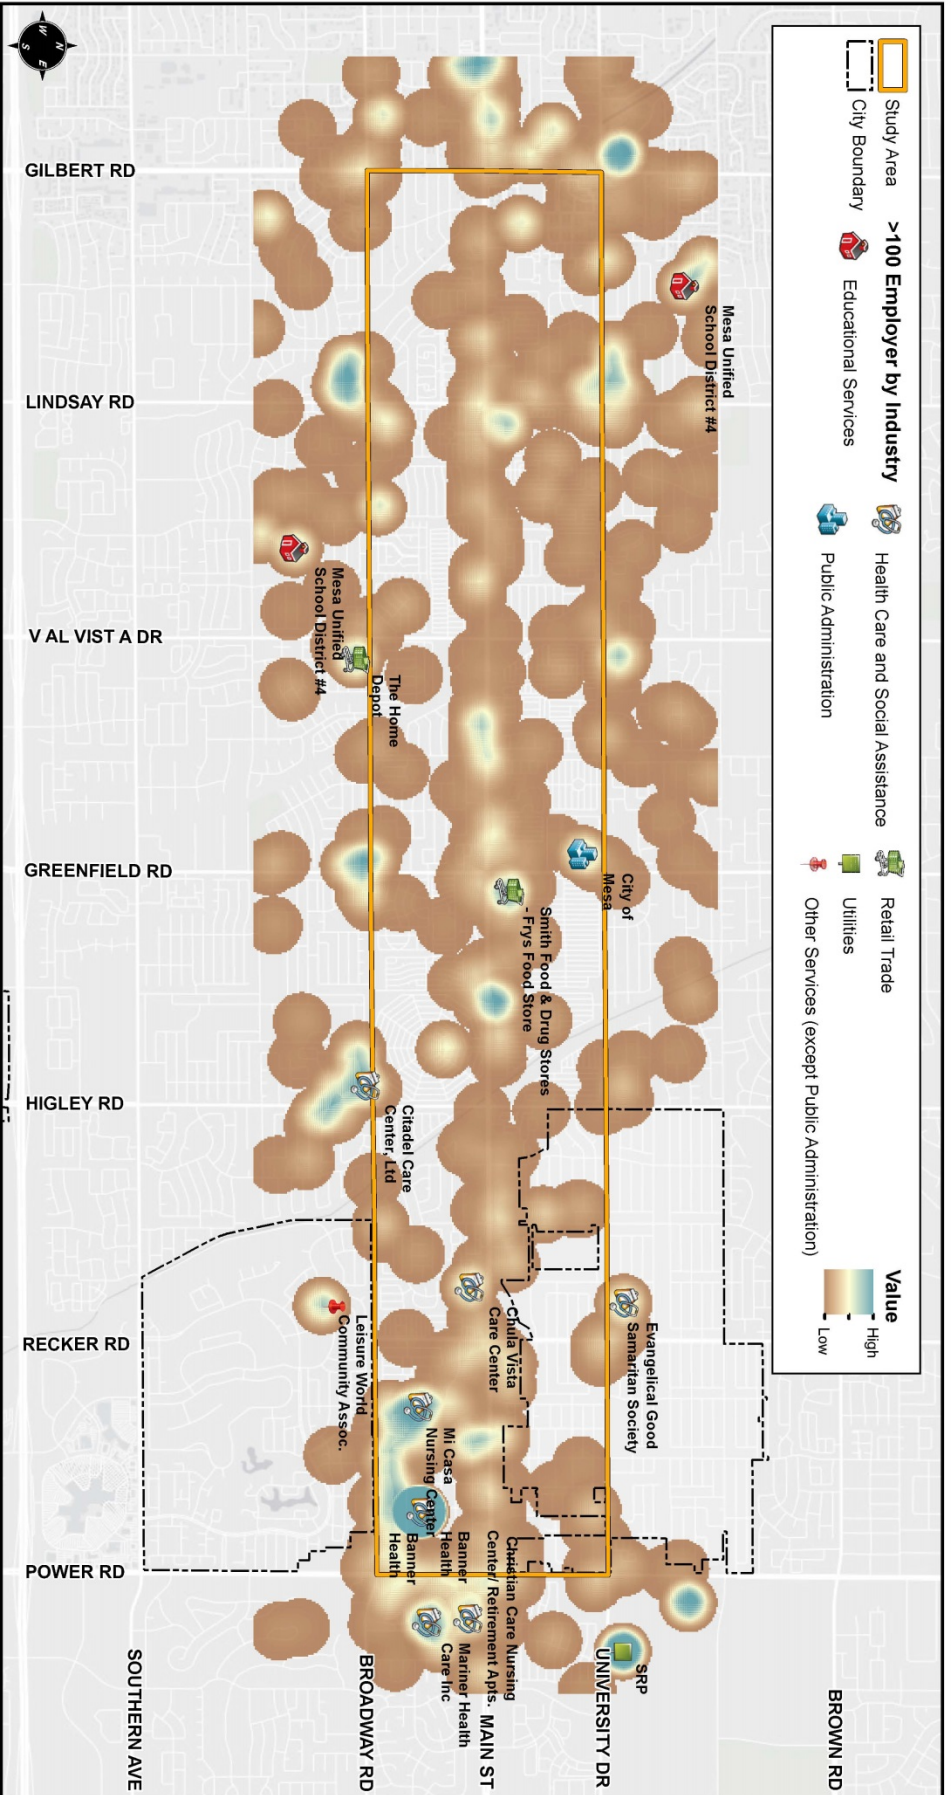 Study Area
City Boundary
>100 Employer by Industry
Educational Services
Health Care and Social Assistance
Public Administration
Retail Trade
Utilities
Other Services (except Public Administration)
Value
High
Low
N
E
S
W
GILBERT RD
LINDSAY RD
V AL VIST A DR
GREENFIELD RD
HIGLEY RD
RECKER RD
POWER RD
BROWN RD
UNIVERSITY DR
MAIN ST
BROADWAY RD
SOUTHERN AVE
Mesa Unified
School District #4
Mesa Unified
School District #4
The Home
Depot
City of
Mesa
Smith Food & Drug Stores
- Frys Food Store
Citadel Care
Center, Ltd
Chula Vista
Care Center
Evangelical Good
Samaritan Society
Leisure World
Community Assoc.
Mi Casa
Nursing Center
Banner
Health
Banner
Health
Christian Care Nursing
Center/ Retirement Apts.
Mariner Health
Care Inc
SRP